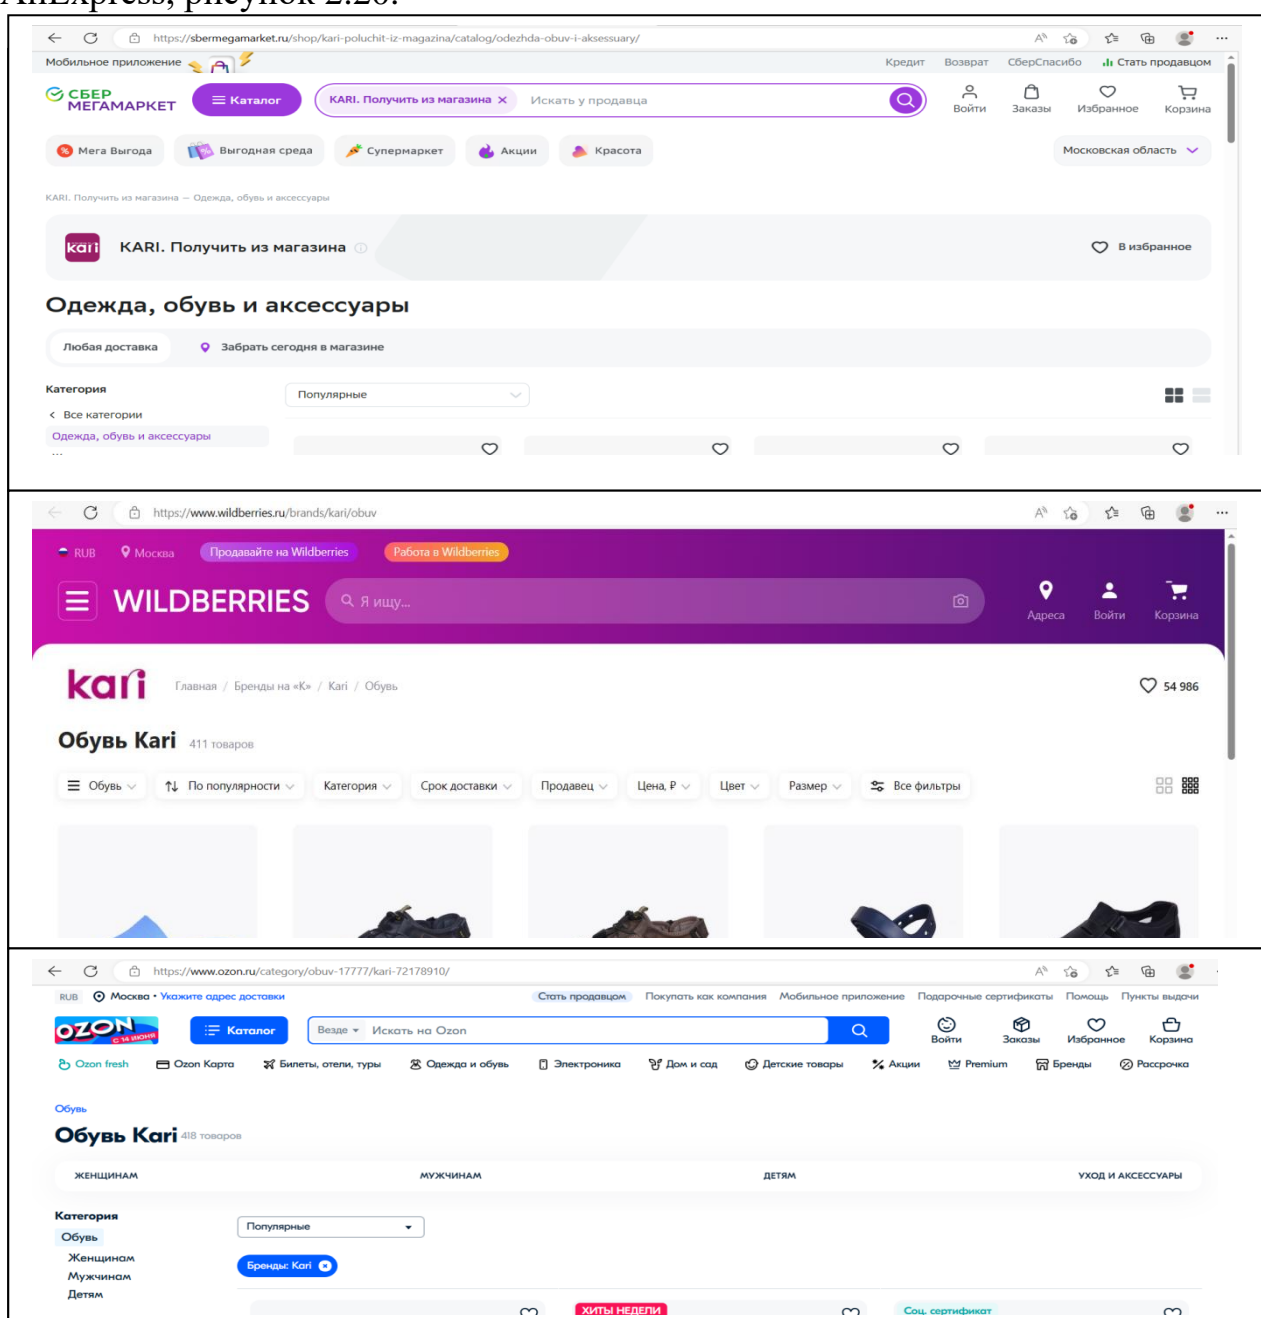 AliExpress, рисунок 2.20.
https://sbermegamarket.ru/shop/kari-poluchit-iz-magazina/catalog/odezhda-obuv-i-aksessuary/
Мобильное приложение Кредит Возврат СберСпасибо Стать продавцом
СБЕР МЕГАМАРКЕТ Каталог KARI. Получить из магазина × Искать у продавца Войти Заказы Избранное Корзина
Мега Выгода Выгодная среда Супермаркет Акции Красота Московская область
KARI. Получить из магазина — Одежда, обувь и аксессуары
kari KARI. Получить из магазина В избранное
Одежда, обувь и аксессуары
Любая доставка Забрать сегодня в магазине
Категория Популярные
< Все категории
Одежда, обувь и аксессуары
...
https://www.wildberries.ru/brands/kari/obuv
RUB Москва Продавайте на Wildberries Работа в Wildberries
WILDBERRIES Я ищу... Адреса Войти Корзина
kari Главная / Бренды на «К» / Kari / Обувь 54 986
Обувь Kari 411 товаров
Обувь По популярности Категория Срок доставки Продавец Цена, ₽ Цвет Размер Все фильтры
https://www.ozon.ru/category/obuv-17777/kari-72178910/
RUB Москва • Укажите адрес доставки Стать продавцом Покупать как компания Мобильное приложение Подарочные сертификаты Помощь Пункты выдачи
OZON С 14 ИЮНЯ Каталог Везде Искать на Ozon Войти Заказы Избранное Корзина
Ozon fresh Ozon Карта Билеты, отели, туры Одежда и обувь Электроника Дом и сад Детские товары Акции Premium Бренды Рассрочка
Обувь
Обувь Kari 418 товаров
ЖЕНЩИНАМ МУЖЧИНАМ ДЕТЯМ УХОД И АКСЕССУАРЫ
Категория Популярные
Обувь
Женщинам Бренды: Kari
Мужчинам
Детям
ХИТЫ НЕДЕЛИ Соц. сертификат